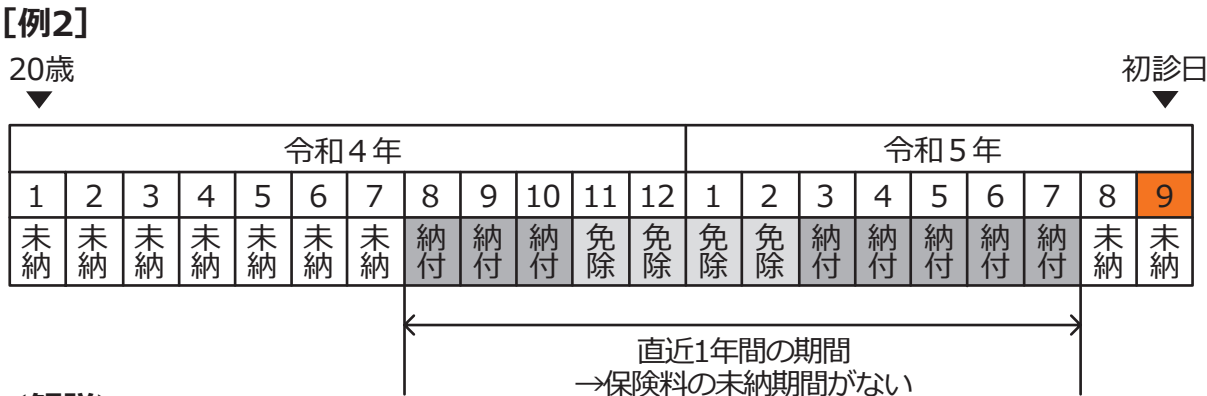 ［例2］
20歳 初診日
令和４年 令和５年
1 2 3 4 5 6 7 8 9 10 11 12 1 2 3 4 5 6 7 8 9
未納 未納 未納 未納 未納 未納 未納 納付 納付 納付 免除 免除 免除 免除 納付 納付 納付 納付 納付 未納 未納
直近1年間の期間
→保険料の未納期間がない